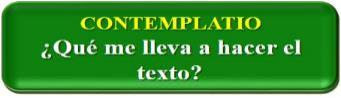 CONTEMPLATIO
¿Qué me lleva a hacer el
texto?